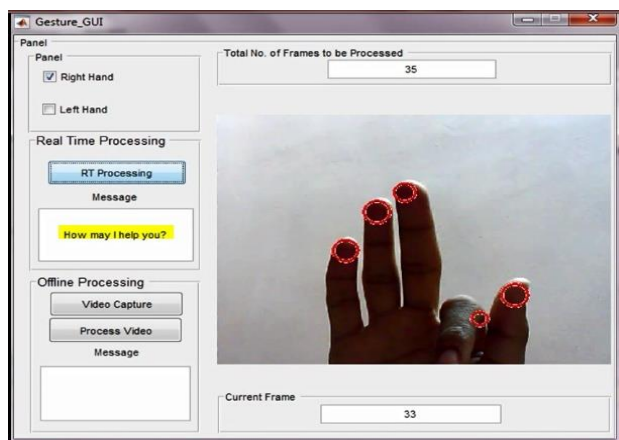 Gesture_GUI
Panel
Panel
Right Hand
Left Hand
Real Time Processing
RT Processing
Message
How may I help you?
Offline Processing
Video Capture
Process Video
Message
Total No. of Frames to be Processed
35
Current Frame
33